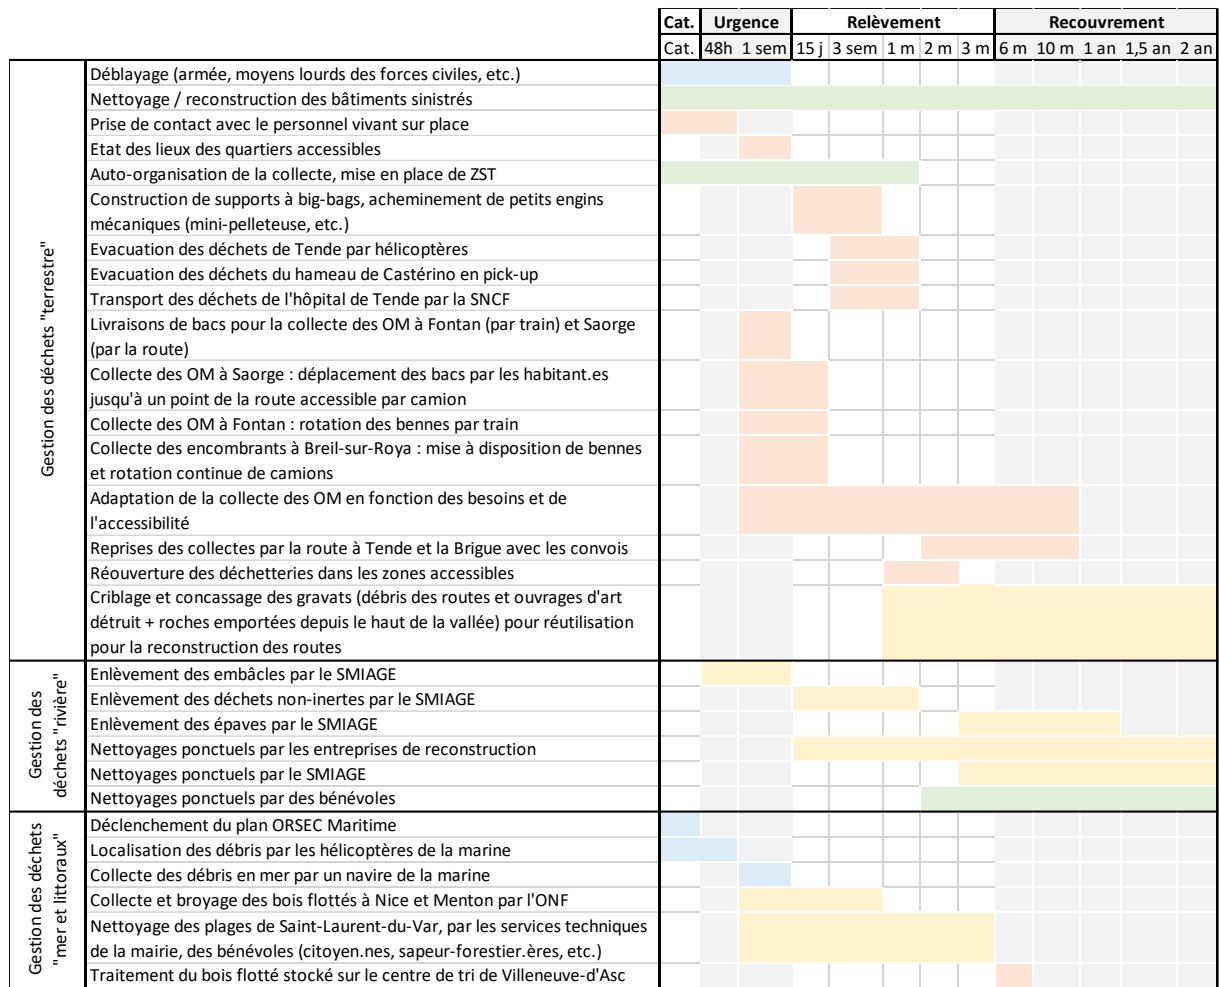 Cat. Urgence Relèvement Recouvrement
Cat. 48h 1 sem 15 j 3 sem 1 m 2 m 3 m 6 m 10 m 1 an 1,5 an 2 an
Gestion des déchets "terrestre"
Déblayage (armée, moyens lourds des forces civiles, etc.)
Nettoyage / reconstruction des bâtiments sinistrés
Prise de contact avec le personnel vivant sur place
Etat des lieux des quartiers accessibles
Auto-organisation de la collecte, mise en place de ZST
Construction de supports à big-bags, acheminement de petits engins
mécaniques (mini-pelleteuse, etc.)
Evacuation des déchets de Tende par hélicoptères
Evacuation des déchets du hameau de Castérino en pick-up
Transport des déchets de l'hôpital de Tende par la SNCF
Livraisons de bacs pour la collecte des OM à Fontan (par train) et Saorge
(par la route)
Collecte des OM à Saorge : déplacement des bacs par les habitant.es
jusqu'à un point de la route accessible par camion
Collecte des OM à Fontan : rotation des bennes par train
Collecte des encombrants à Breil-sur-Roya : mise à disposition de bennes
et rotation continue de camions
Adaptation de la collecte des OM en fonction des besoins et de
l'accessibilité
Reprises des collectes par la route à Tende et la Brigue avec les convois
Réouverture des déchetteries dans les zones accessibles
Criblage et concassage des gravats (débris des routes et ouvrages d'art
détruit + roches emportées depuis le haut de la vallée) pour réutilisation
pour la reconstruction des routes
Gestion des
déchets "rivière"
Enlèvement des embâcles par le SMIAGE
Enlèvement des déchets non-inertes par le SMIAGE
Enlèvement des épaves par le SMIAGE
Nettoyages ponctuels par les entreprises de reconstruction
Nettoyages ponctuels par le SMIAGE
Nettoyages ponctuels par des bénévoles
Gestion des déchets
"mer et littoraux"
Déclenchement du plan ORSEC Maritime
Localisation des débris par les hélicoptères de la marine
Collecte des débris en mer par un navire de la marine
Collecte et broyage des bois flottés à Nice et Menton par l'ONF
Nettoyage des plages de Saint-Laurent-du-Var, par les services techniques
de la mairie, des bénévoles (citoyen.nes, sapeur-forestier.ères, etc.)
Traitement du bois flotté stocké sur le centre de tri de Villeneuve-d'Asc